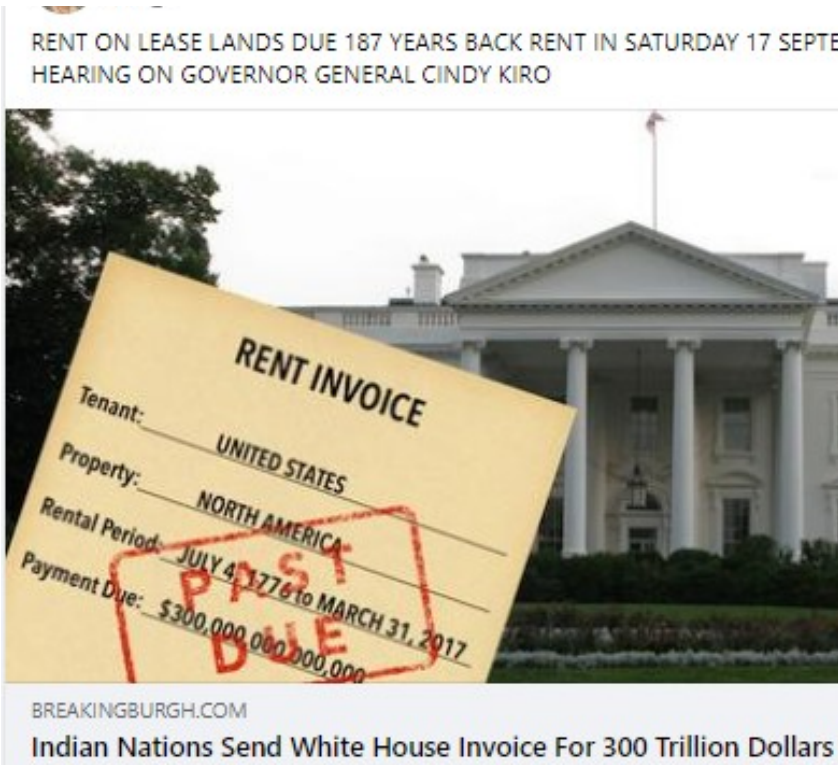 RENT ON LEASE LANDS DUE 187 YEARS BACK RENT IN SATURDAY 17
HEARING ON GOVERNOR GENERAL CINDY KIRO
RENT INVOICE
Tenant: UNITED STATES
Property: NORTH AMERICA
Rental Period: JULY 4, 1776 to MARCH 31, 2017
Payment Due: $300,000,000,000,000
PAST
DUE
BREAKINGBURGH.COM
Indian Nations Send White House Invoice For 300 Trillion Dollars